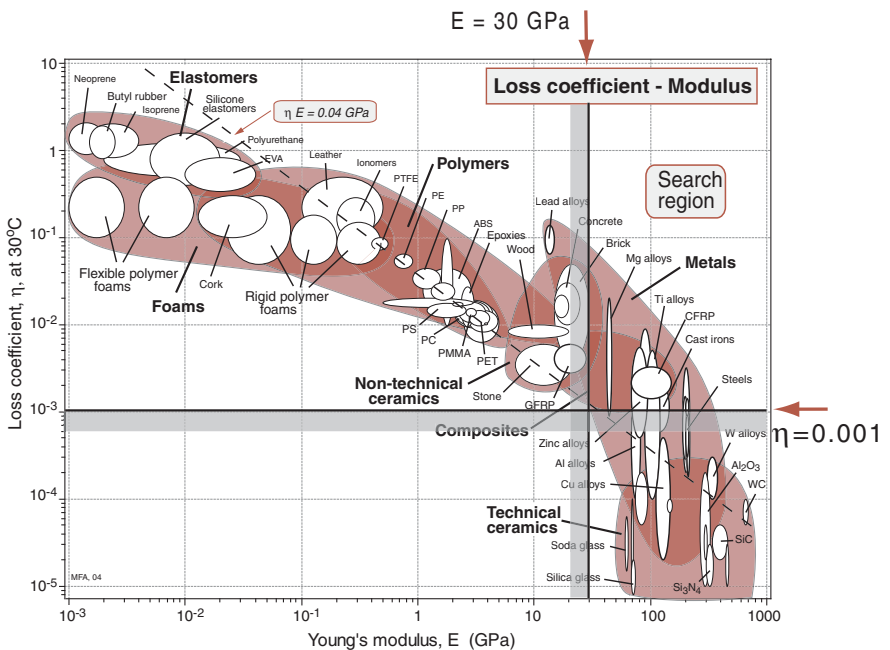 E = 30 GPa
Loss coefficient - Modulus
Search
region
η=0.001
η E = 0.04 GPa
Loss coefficient, η, at 30°C
10
1
10-1
10-2
10-3
10-4
10-5
Neoprene
Butyl rubber
Isoprene
Elastomers
Silicone
elastomers
Polyurethane
EVA
Leather
Ionomers
Polymers
PTFE
PE
PP
ABS
Epoxies
Wood
Lead alloys
Concrete
Brick
Mg alloys
Metals
Ti alloys
CFRP
Cast irons
Steels
Flexible polymer
foams
Foams
Cork
Rigid polymer
foams
PS
PC
PMMA
PET
Non-technical
ceramics
Stone
GFRP
Composites
Zinc alloys
Al alloys
Cu alloys
W alloys
Al2O3
WC
Technical
ceramics
Soda glass
Silica glass
SiC
Si3N4
MFA, 04
10-3
10-2
10-1
1
10
100
1000
Young's modulus, E (GPa)